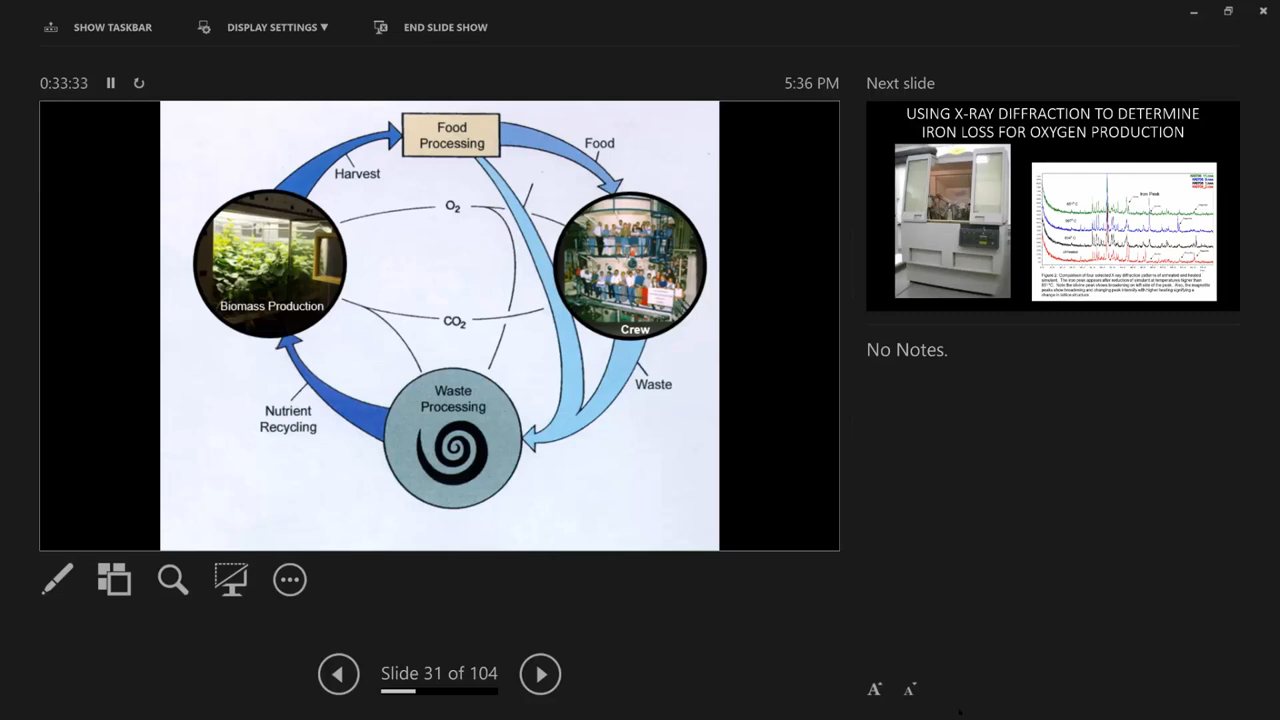 SHOW TASKBAR
DISPLAY SETTINGS ▼
END SLIDE SHOW
0:33:33
5:36 PM
Next slide
Food
Processing
Harvest
Food
O₂
Biomass Production
CO₂
Crew
Waste
Processing
Waste
Nutrient
Recycling
USING X-RAY DIFFRACTION TO DETERMINE
IRON LOSS FOR OXYGEN PRODUCTION
Iron Peak
No Notes.
Slide 31 of 104
A
A